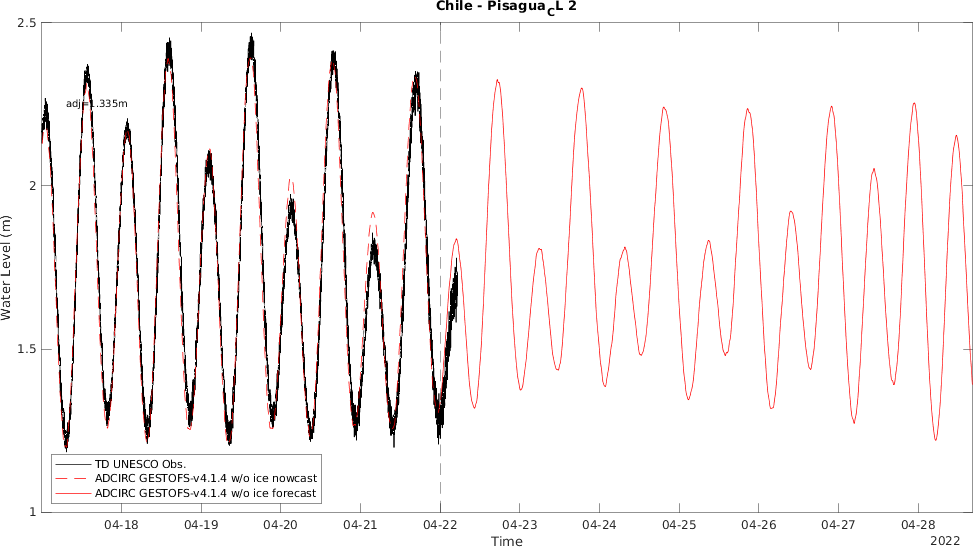 Chile - Pisagua_CL 2
2.5
adj=1.335m
2
Water Level (m)
1.5
TD UNESCO Obs.
ADCIRC GESTOFS-v4.1.4 w/o ice nowcast
ADCIRC GESTOFS-v4.1.4 w/o ice forecast
1
04-18 04-19 04-20 04-21 04-22 04-23 04-24 04-25 04-26 04-27 04-28
Time
2022